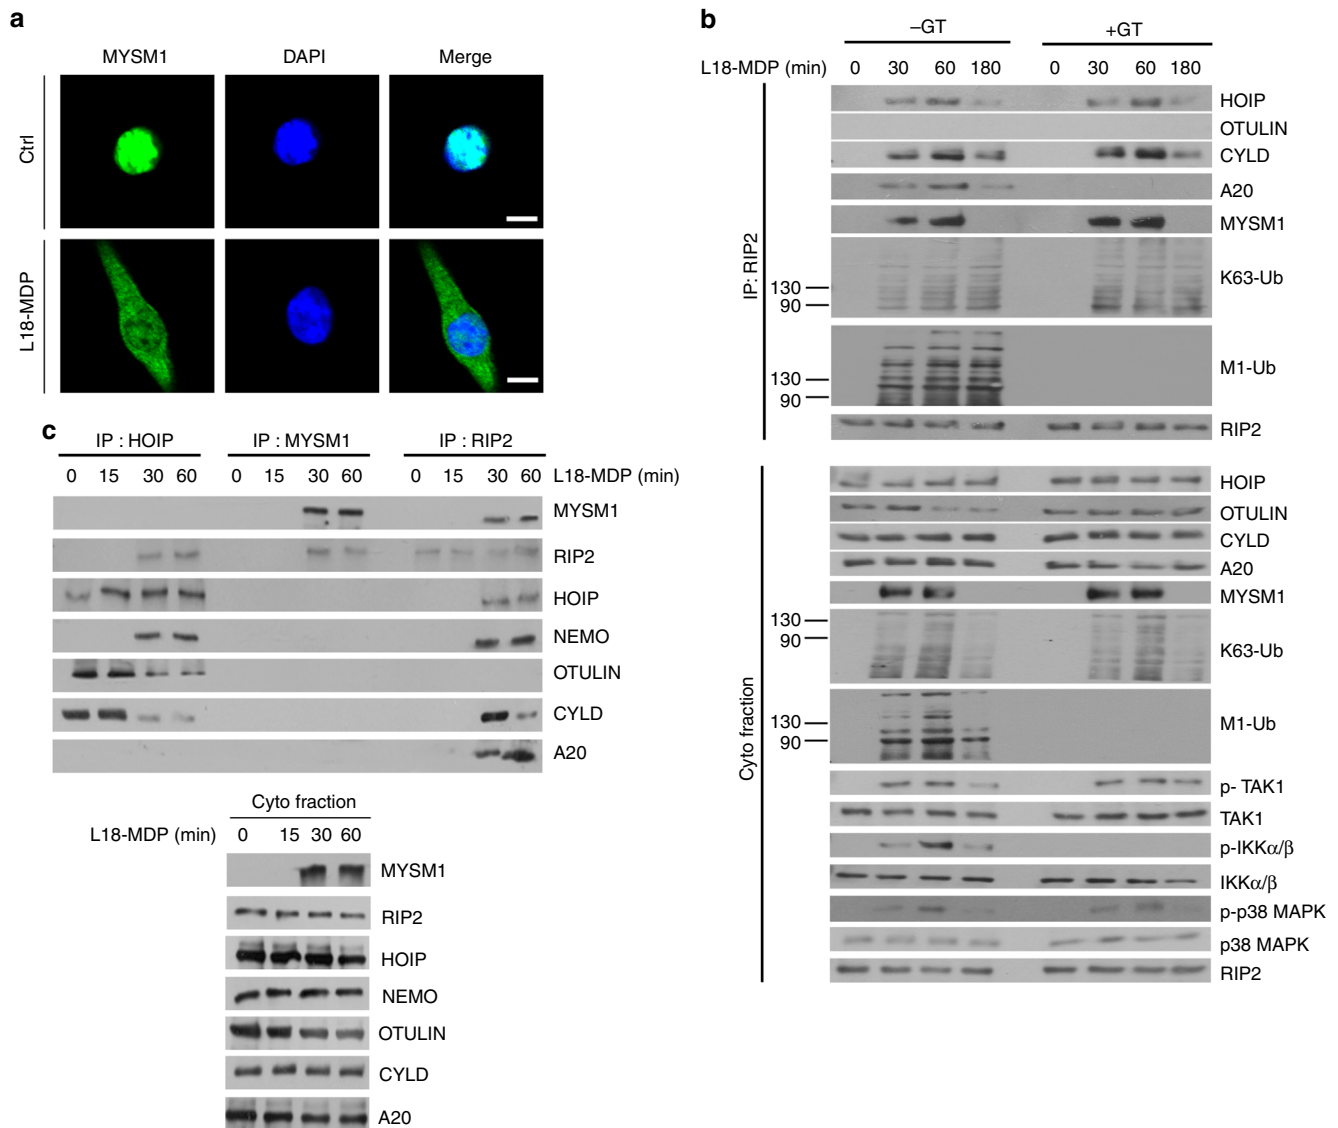 a
MYSM1 DAPI Merge
Ctrl
L18-MDP
b
–GT +GT
L18-MDP (min) 0 30 60 180 0 30 60 180
IP: RIP2
HOIP
OTULIN
CYLD
A20
MYSM1
K63-Ub
130
90
M1-Ub
130
90
RIP2
Cyto fraction
HOIP
OTULIN
CYLD
A20
MYSM1
130
90
K63-Ub
M1-Ub
130
90
p- TAK1
TAK1
p-IKKα/β
IKKα/β
p-p38 MAPK
p38 MAPK
RIP2
c
IP : HOIP IP : MYSM1 IP : RIP2
0 15 30 60 0 15 30 60 0 15 30 60 L18-MDP (min)
MYSM1
RIP2
HOIP
NEMO
OTULIN
CYLD
A20
Cyto fraction
L18-MDP (min) 0 15 30 60
MYSM1
RIP2
HOIP
NEMO
OTULIN
CYLD
A20